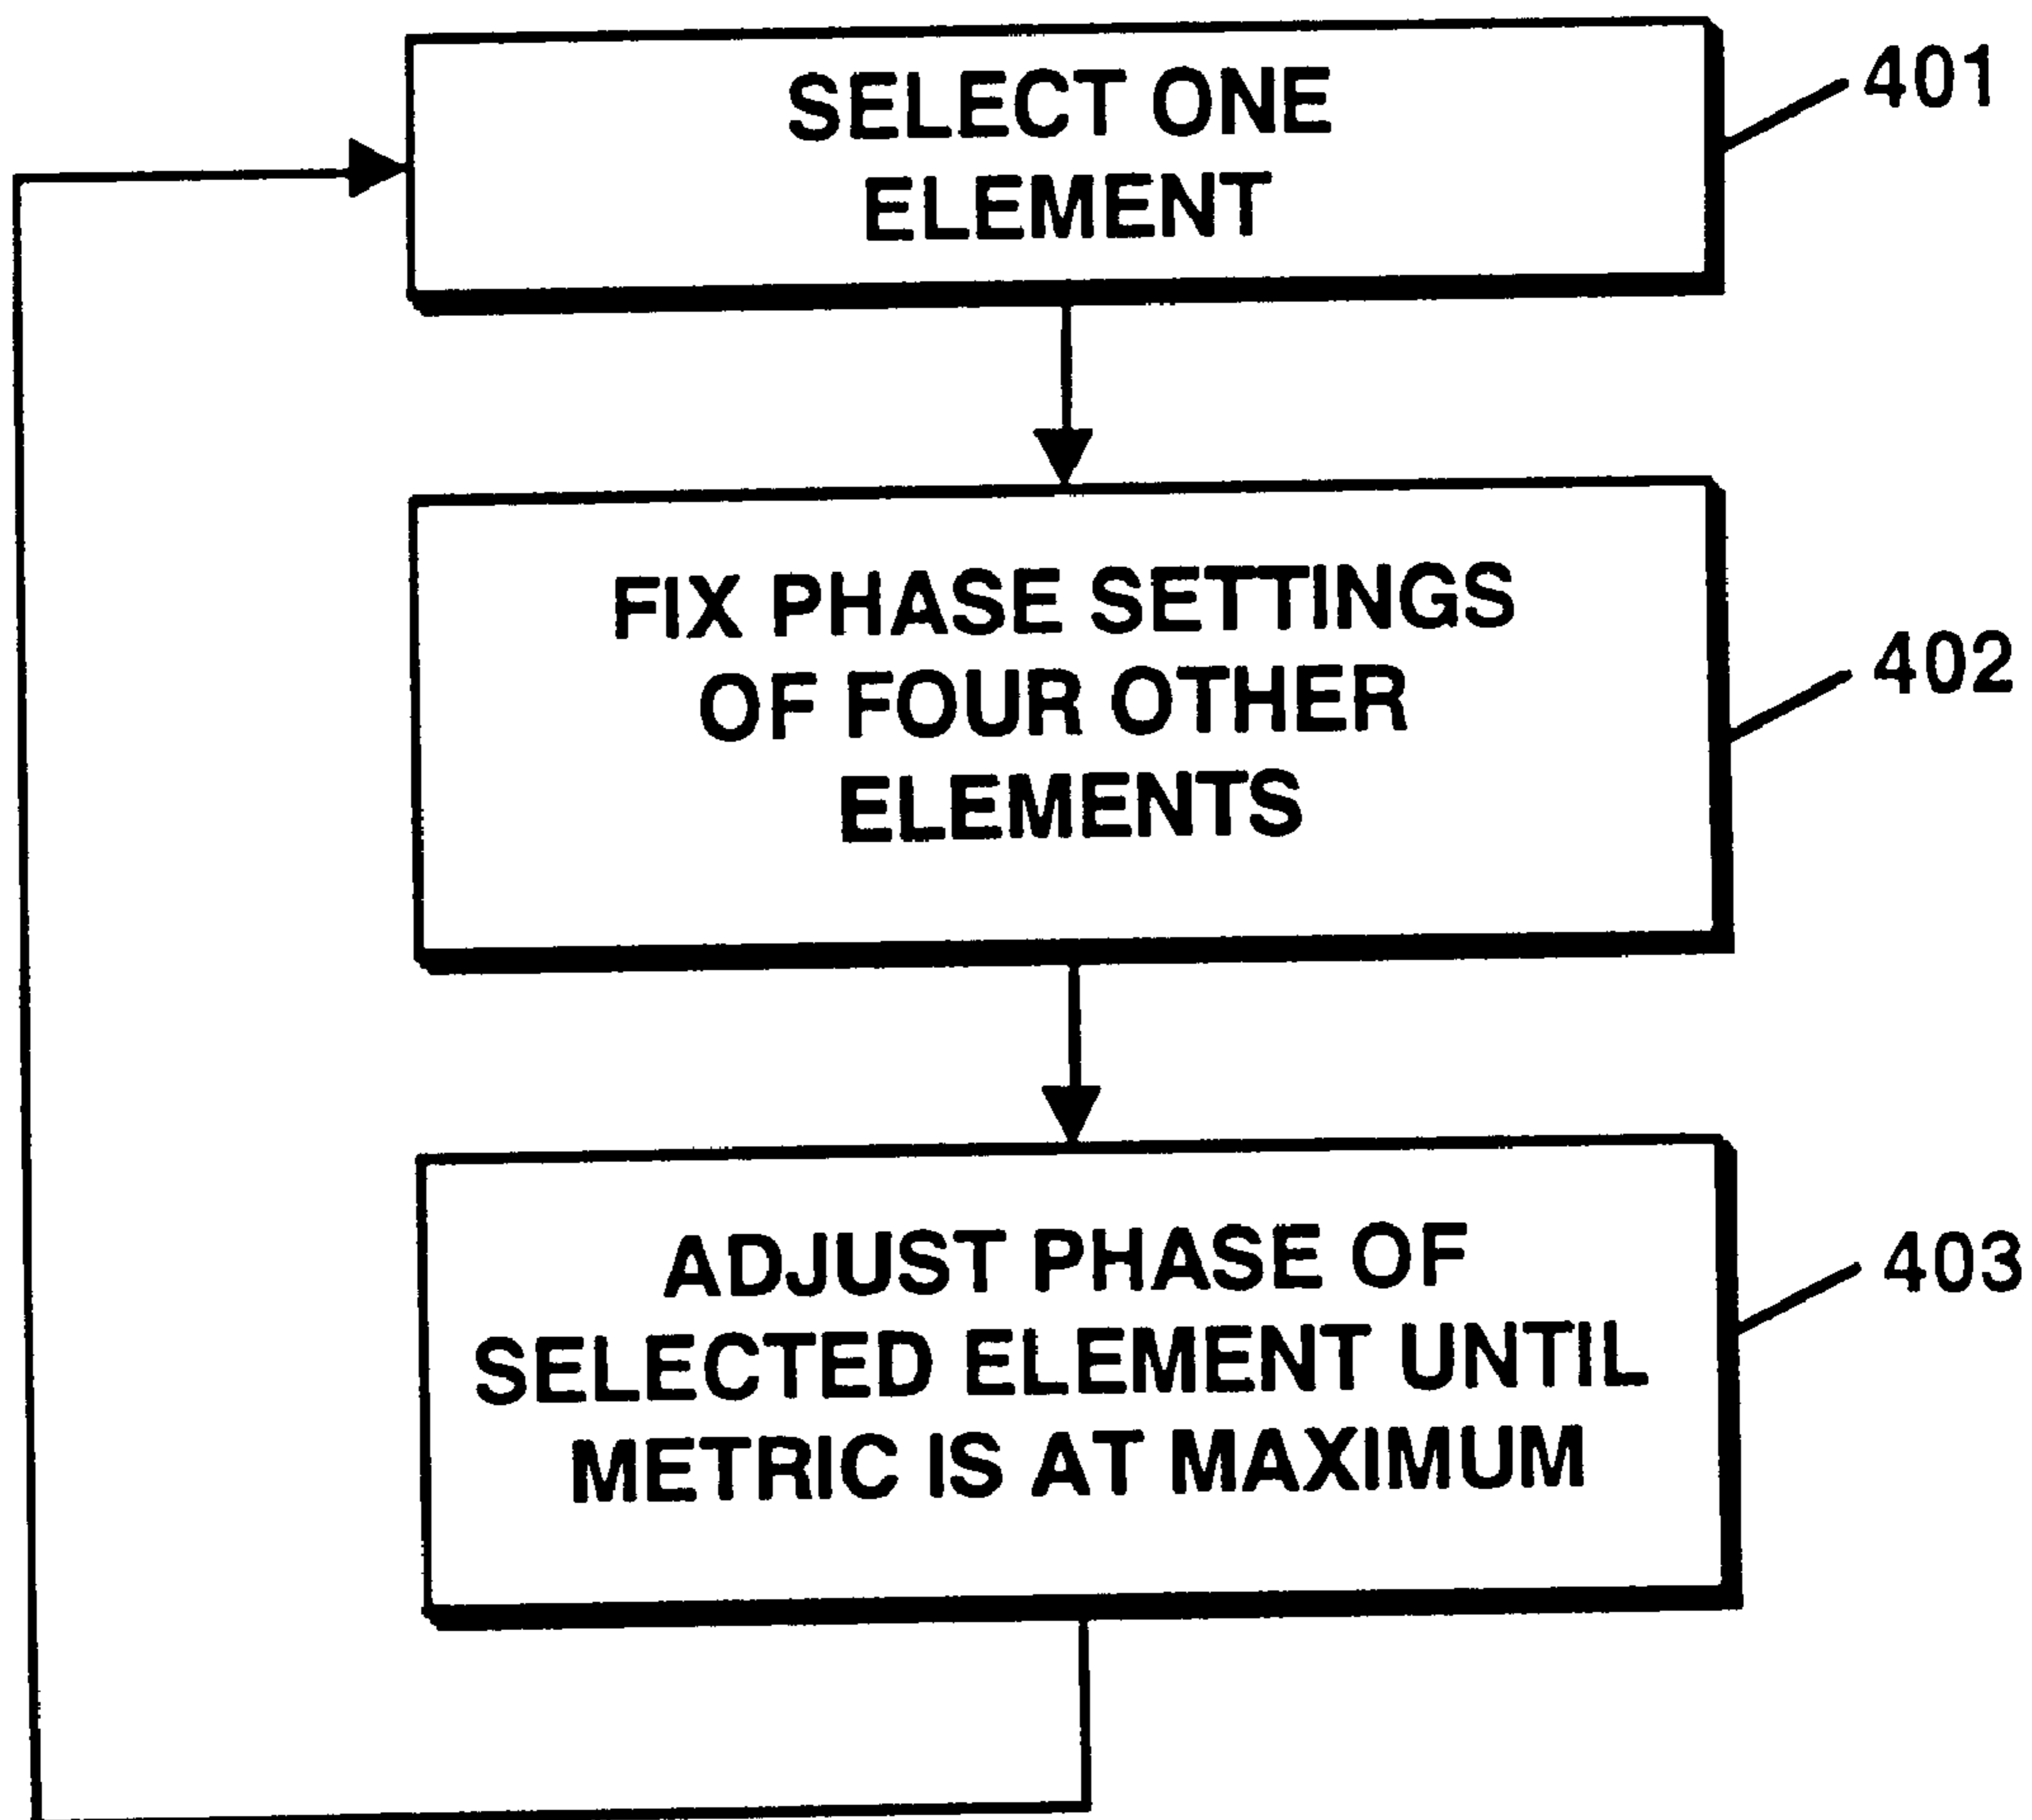 SELECT ONE
ELEMENT
401
FIX PHASE SETTINGS
OF FOUR OTHER
ELEMENTS
402
ADJUST PHASE OF
SELECTED ELEMENT UNTIL
METRIC IS AT MAXIMUM
403